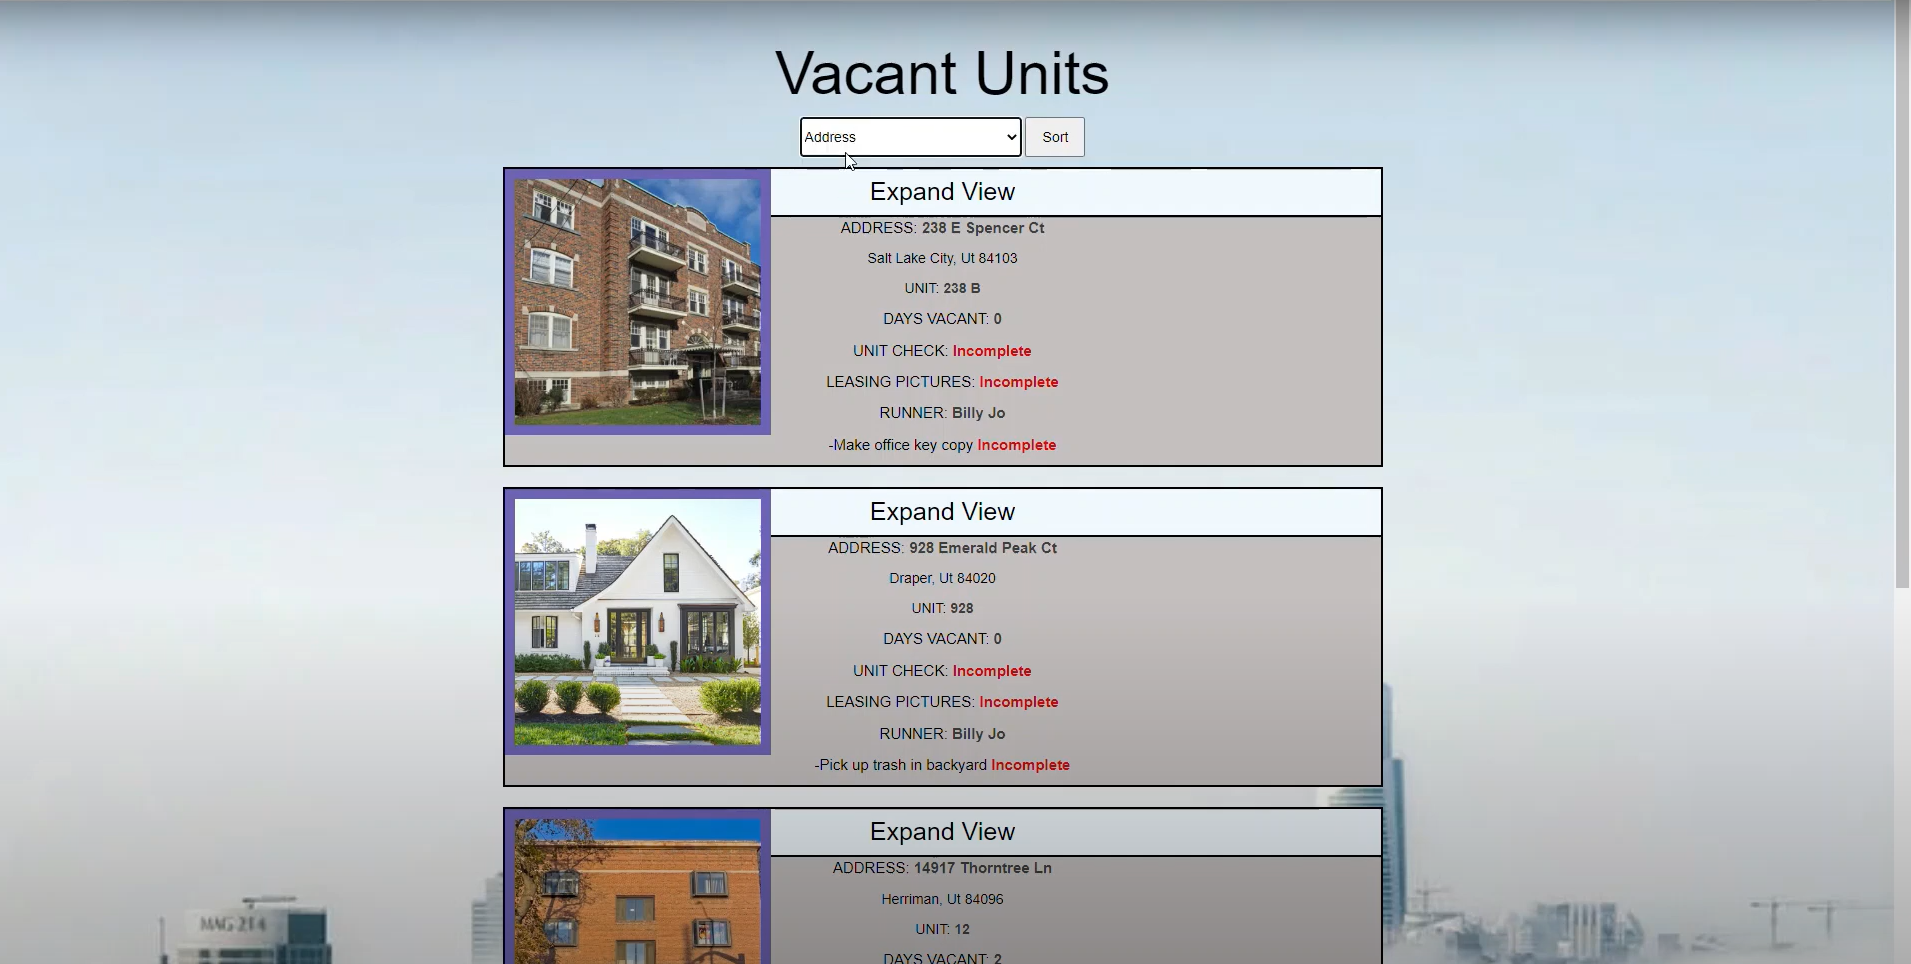 Vacant Units
Address Sort
Expand View
ADDRESS: 238 E Spencer Ct
Salt Lake City, Ut 84103
UNIT: 238 B
DAYS VACANT: 0
UNIT CHECK: Incomplete
LEASING PICTURES: Incomplete
RUNNER: Billy Jo
-Make office key copy Incomplete
Expand View
ADDRESS: 928 Emerald Peak Ct
Draper, Ut 84020
UNIT: 928
DAYS VACANT: 0
UNIT CHECK: Incomplete
LEASING PICTURES: Incomplete
RUNNER: Billy Jo
-Pick up trash in backyard Incomplete
Expand View
ADDRESS: 14917 Thorntree Ln
Herriman, Ut 84096
UNIT: 12
DAYS VACANT: 2
MAG 214